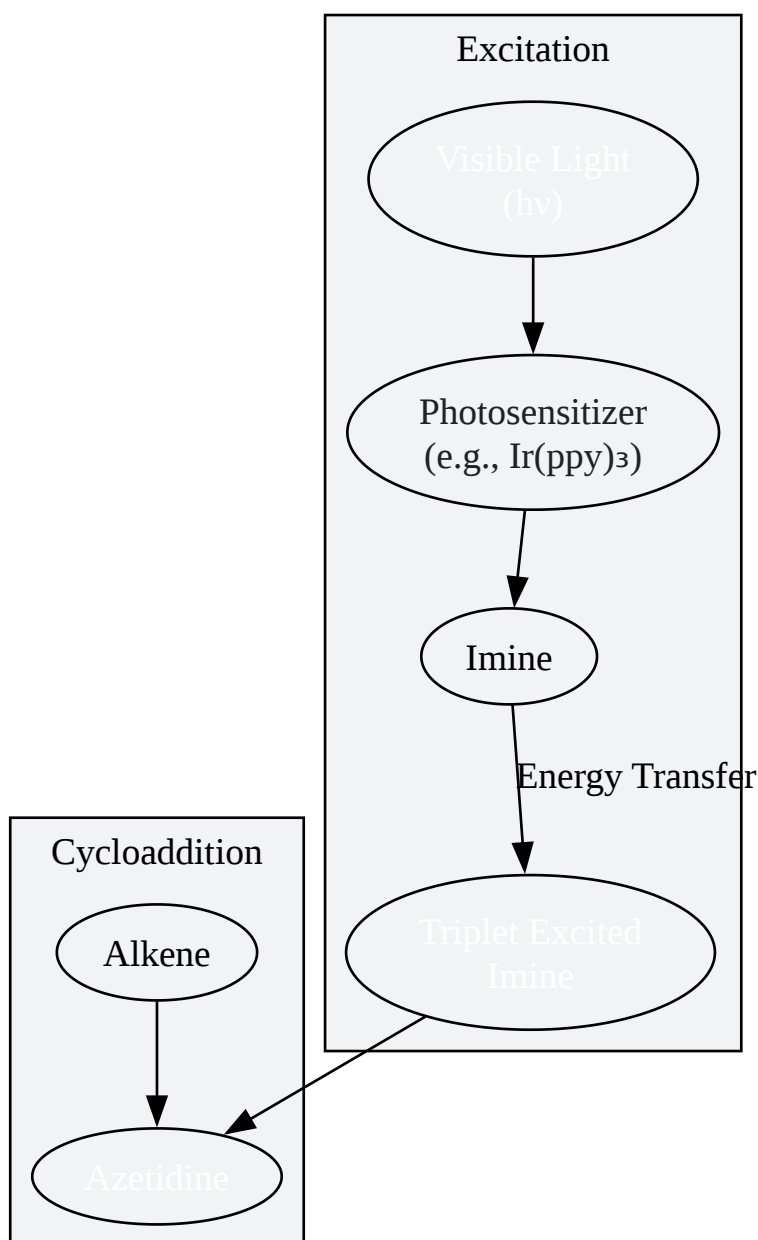 Excitation
Visible Light
(hν)
Photosensitizer
(e.g., Ir(ppy)₃)
Imine
Energy Transfer
Triplet Excited
Imine
Cycloaddition
Alkene
Azetidine